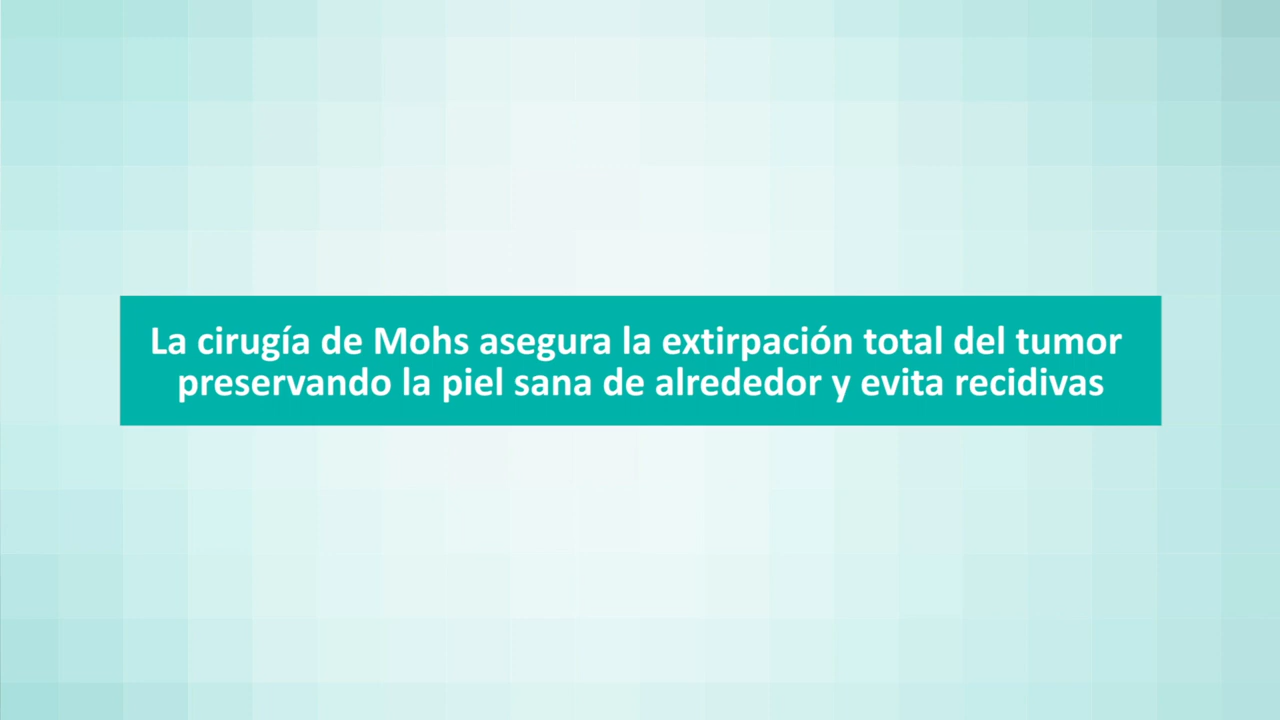 La cirugía de Mohs asegura la extirpación total del tumor
preservando la piel sana de alrededor y evita recidivas